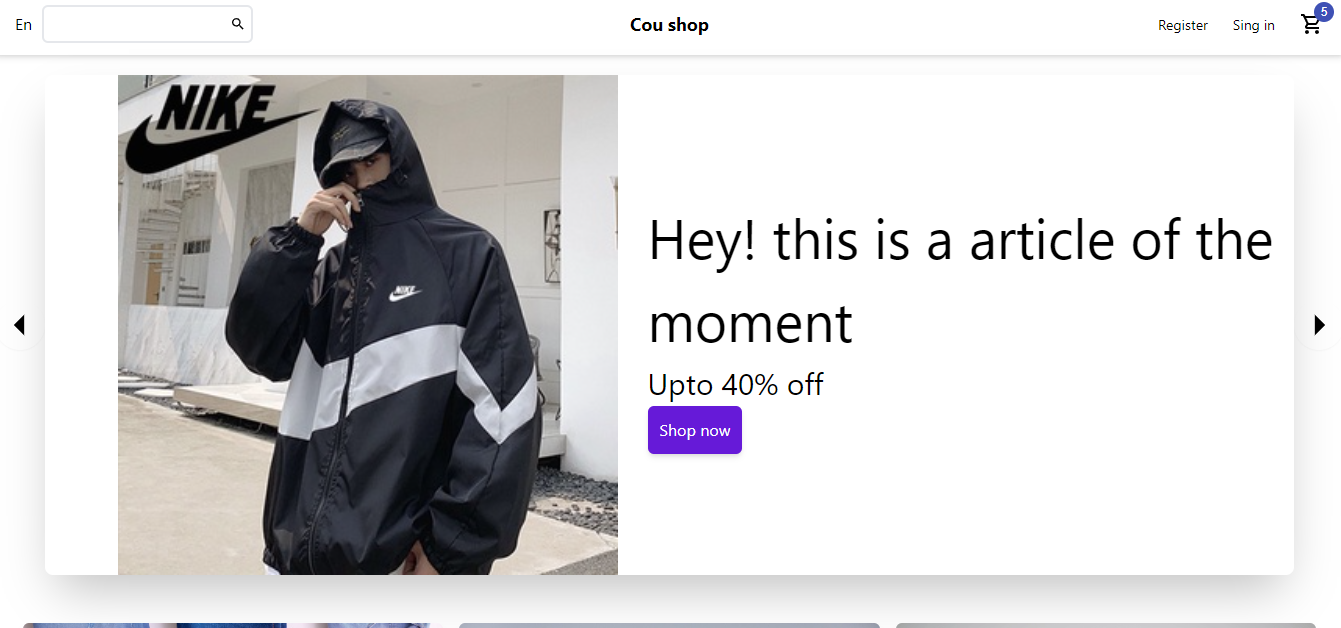 En
Cou shop
Register
Sing in
5
NIKE
NIKE
Hey! this is a article of the
moment
Upto 40% off
Shop now